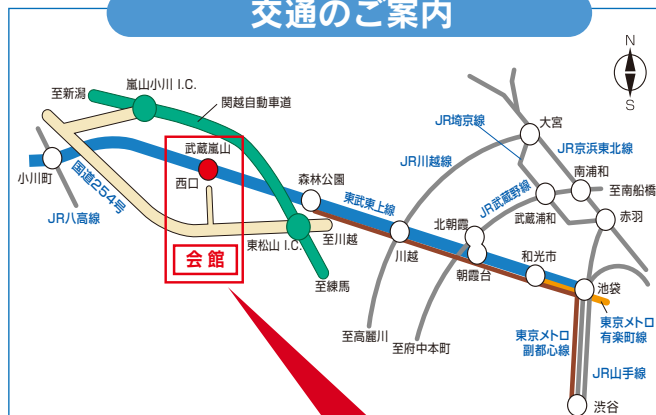 交通のご案内
N
S
至新潟
嵐山小川 I.C.
関越自動車道
大宮
JR埼京線
JR京浜東北線
JR川越線
武蔵嵐山
南浦和
小川町
国道254号
西口
森林公園
東武東上線
JR武蔵野線
至南船橋
武蔵浦和
赤羽
JR八高線
北朝霞
東松山 I.C.
至川越
川越
和光市
会館
朝霞台
至練馬
池袋
至高麗川
至府中本町
東京メトロ
副都心線
東京メトロ
有楽町線
JR山手線
渋谷